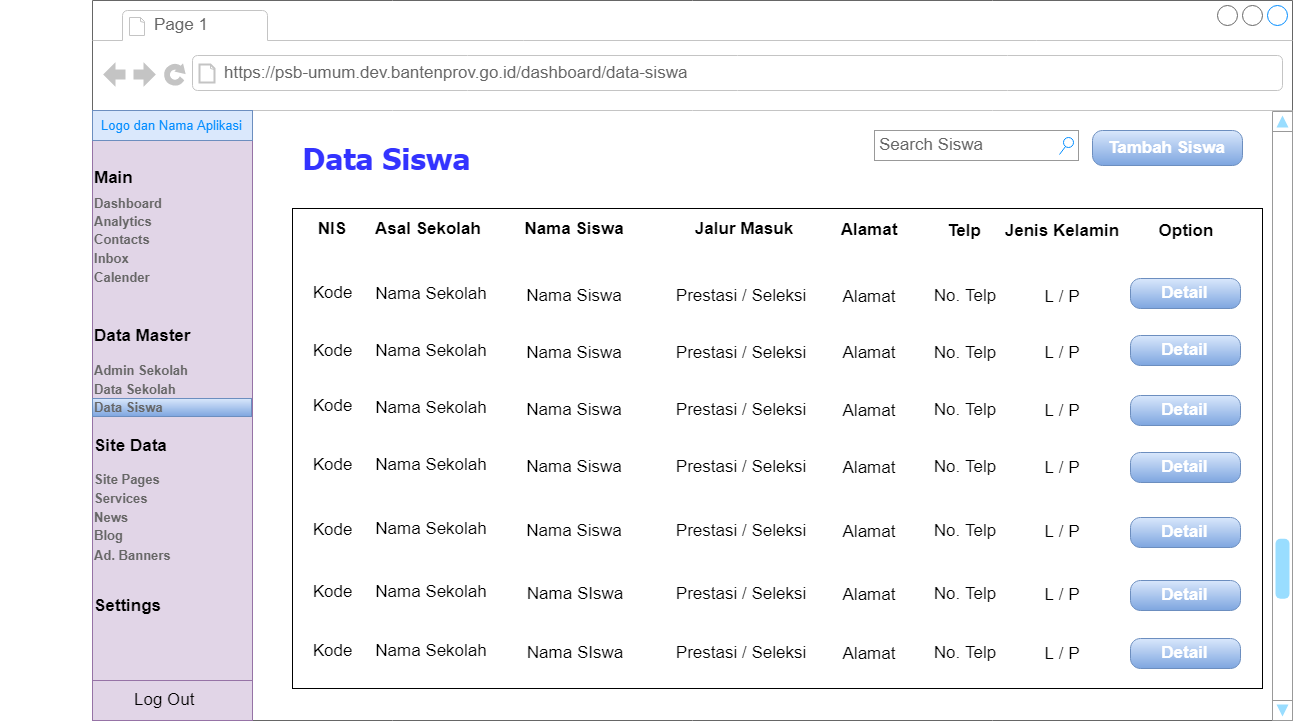 Page 1
https://psb-umum.dev.bantenprov.go.id/dashboard/data-siswa
Logo dan Nama Aplikasi
Main
Dashboard
Analytics
Contacts
Inbox
Calender
Data Master
Admin Sekolah
Data Sekolah
Data Siswa
Site Data
Site Pages
Services
News
Blog
Ad. Banners
Settings
Log Out
Data Siswa
Search Siswa
Tambah Siswa
NIS Asal Sekolah Nama Siswa Jalur Masuk Alamat Telp Jenis Kelamin Option
Kode Nama Sekolah Nama Siswa Prestasi / Seleksi Alamat No. Telp L / P Detail
Kode Nama Sekolah Nama Siswa Prestasi / Seleksi Alamat No. Telp L / P Detail
Kode Nama Sekolah Nama Siswa Prestasi / Seleksi Alamat No. Telp L / P Detail
Kode Nama Sekolah Nama Siswa Prestasi / Seleksi Alamat No. Telp L / P Detail
Kode Nama Sekolah Nama Siswa Prestasi / Seleksi Alamat No. Telp L / P Detail
Kode Nama Sekolah Nama SIswa Prestasi / Seleksi Alamat No. Telp L / P Detail
Kode Nama Sekolah Nama SIswa Prestasi / Seleksi Alamat No. Telp L / P Detail